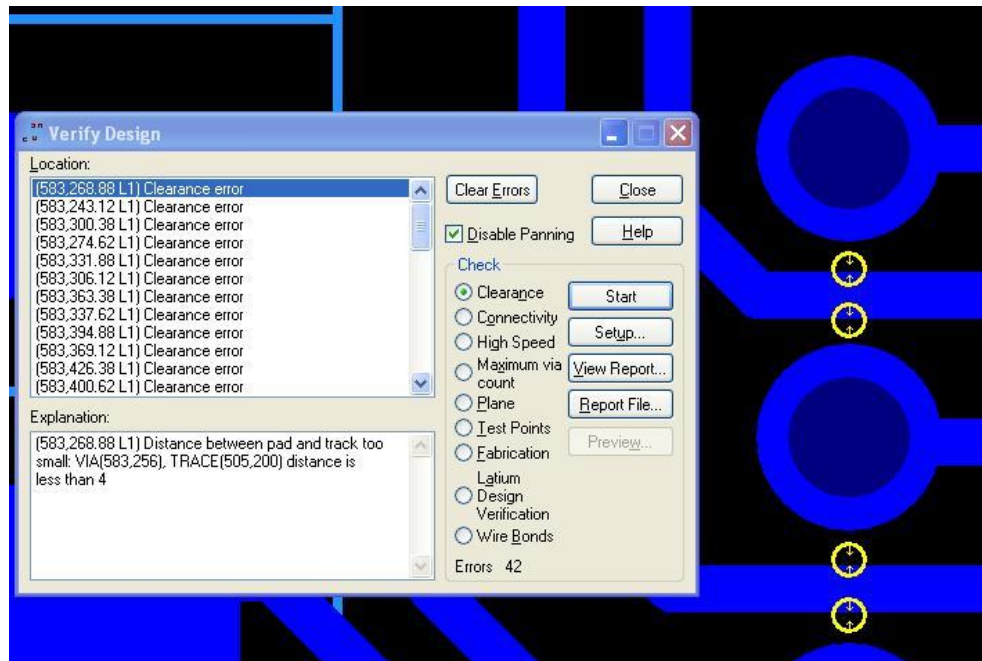 Verify Design
Location:
(583,268.88 L1) Clearance error
(583,243.12 L1) Clearance error
(583,300.38 L1) Clearance error
(583,274.62 L1) Clearance error
(583,331.88 L1) Clearance error
(583,306.12 L1) Clearance error
(583,363.38 L1) Clearance error
(583,337.62 L1) Clearance error
(583,394.88 L1) Clearance error
(583,369.12 L1) Clearance error
(583,426.38 L1) Clearance error
(583,400.62 L1) Clearance error
Explanation:
(583,268.88 L1) Distance between pad and track too
small: VIA(583,256), TRACE(505,200) distance is
less than 4
Clear Errors
Close
Disable Panning
Help
Check
Clearance
Start
Connectivity
Setup...
High Speed
Maximum via
count
View Report...
Plane
Report File...
Test Points
Preview...
Fabrication
Latium
Design
Verification
Wire Bonds
Errors 42